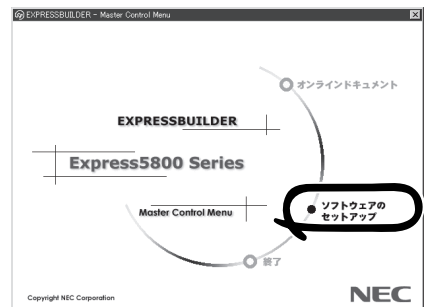 EXPRESSBUILDER - Master Control Menu
オンラインドキュメント
EXPRESSBUILDER
Express5800 Series
Master Control Menu
ソフトウェアの
セットアップ
終了
Copyright NEC Corporation
NEC